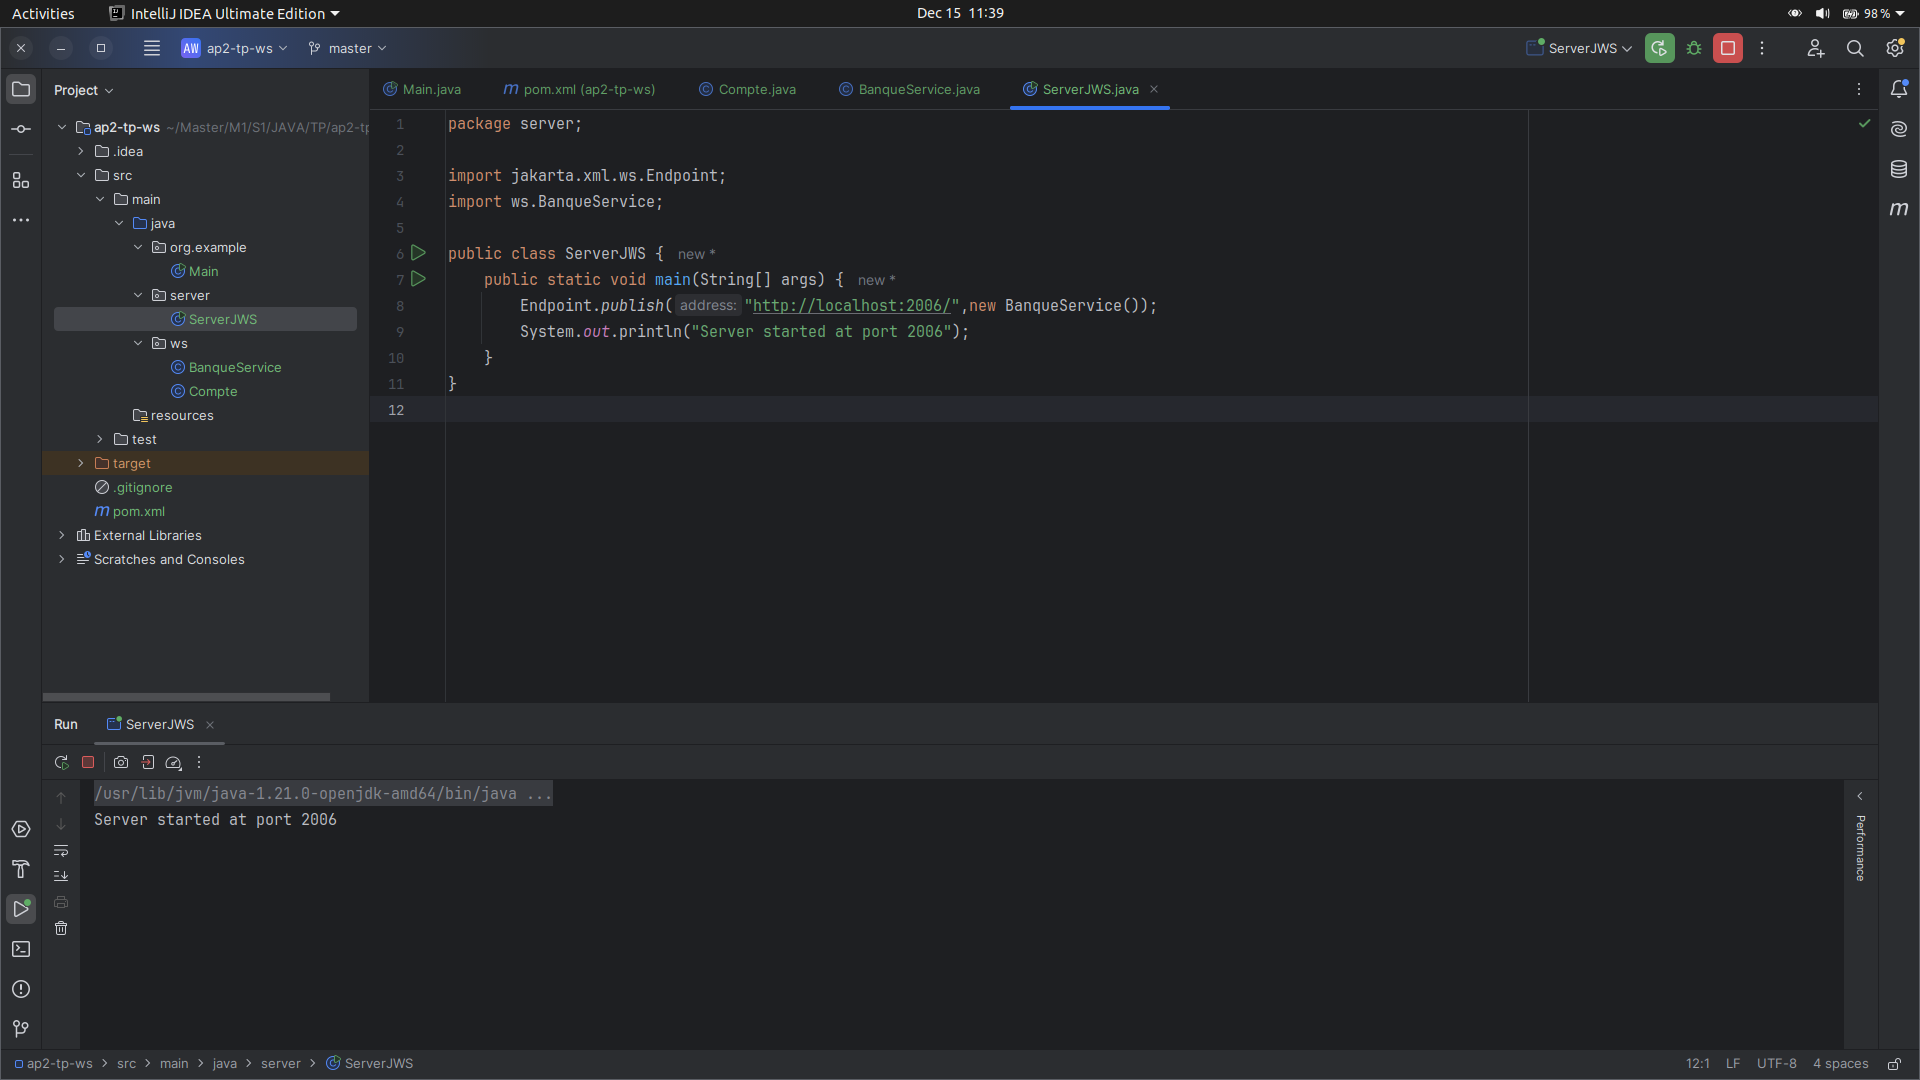 Activities
IntelliJ IDEA Ultimate Edition
Dec 15 11:39
98 %
AW ap2-tp-ws
master
ServerJWS
Project
Main.java
pom.xml (ap2-tp-ws)
Compte.java
BanqueService.java
ServerJWS.java
ap2-tp-ws ~/Master/M1/S1/JAVA/TP/ap2-tp
.idea
src
main
java
org.example
Main
server
ServerJWS
ws
BanqueService
Compte
resources
test
target
.gitignore
m pom.xml
External Libraries
Scratches and Consoles
1 package server;
2
3 import jakarta.xml.ws.Endpoint;
4 import ws.BanqueService;
5
6 public class ServerJWS { new *
7 public static void main(String[] args) { new *
8 Endpoint.publish( address: "http://localhost:2006/",new BanqueService());
9 System.out.println("Server started at port 2006");
10 }
11 }
12
Run
ServerJWS
/usr/lib/jvm/java-1.21.0-openjdk-amd64/bin/java ...
Server started at port 2006
Performance
ap2-tp-ws > src > main > java > server > ServerJWS
12:1 LF UTF-8 4 spaces